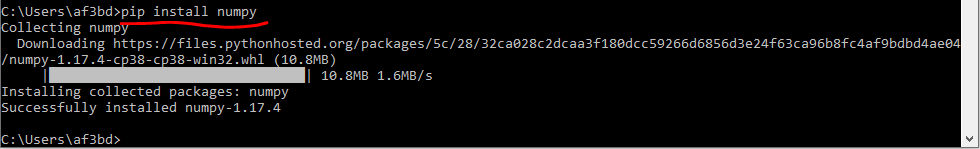 C:\Users\af3bd>pip install numpy
Collecting numpy
Downloading https://files.pythonhosted.org/packages/5c/28/32ca028c2dcaa3f180dcc59266d6856d3e24f63ca96b8fc4af9bdbd4ae04
/numpy-1.17.4-cp38-cp38-win32.whl (10.8MB)
|████████████████████████████████| 10.8MB 1.6MB/s
Installing collected packages: numpy
Successfully installed numpy-1.17.4
C:\Users\af3bd>